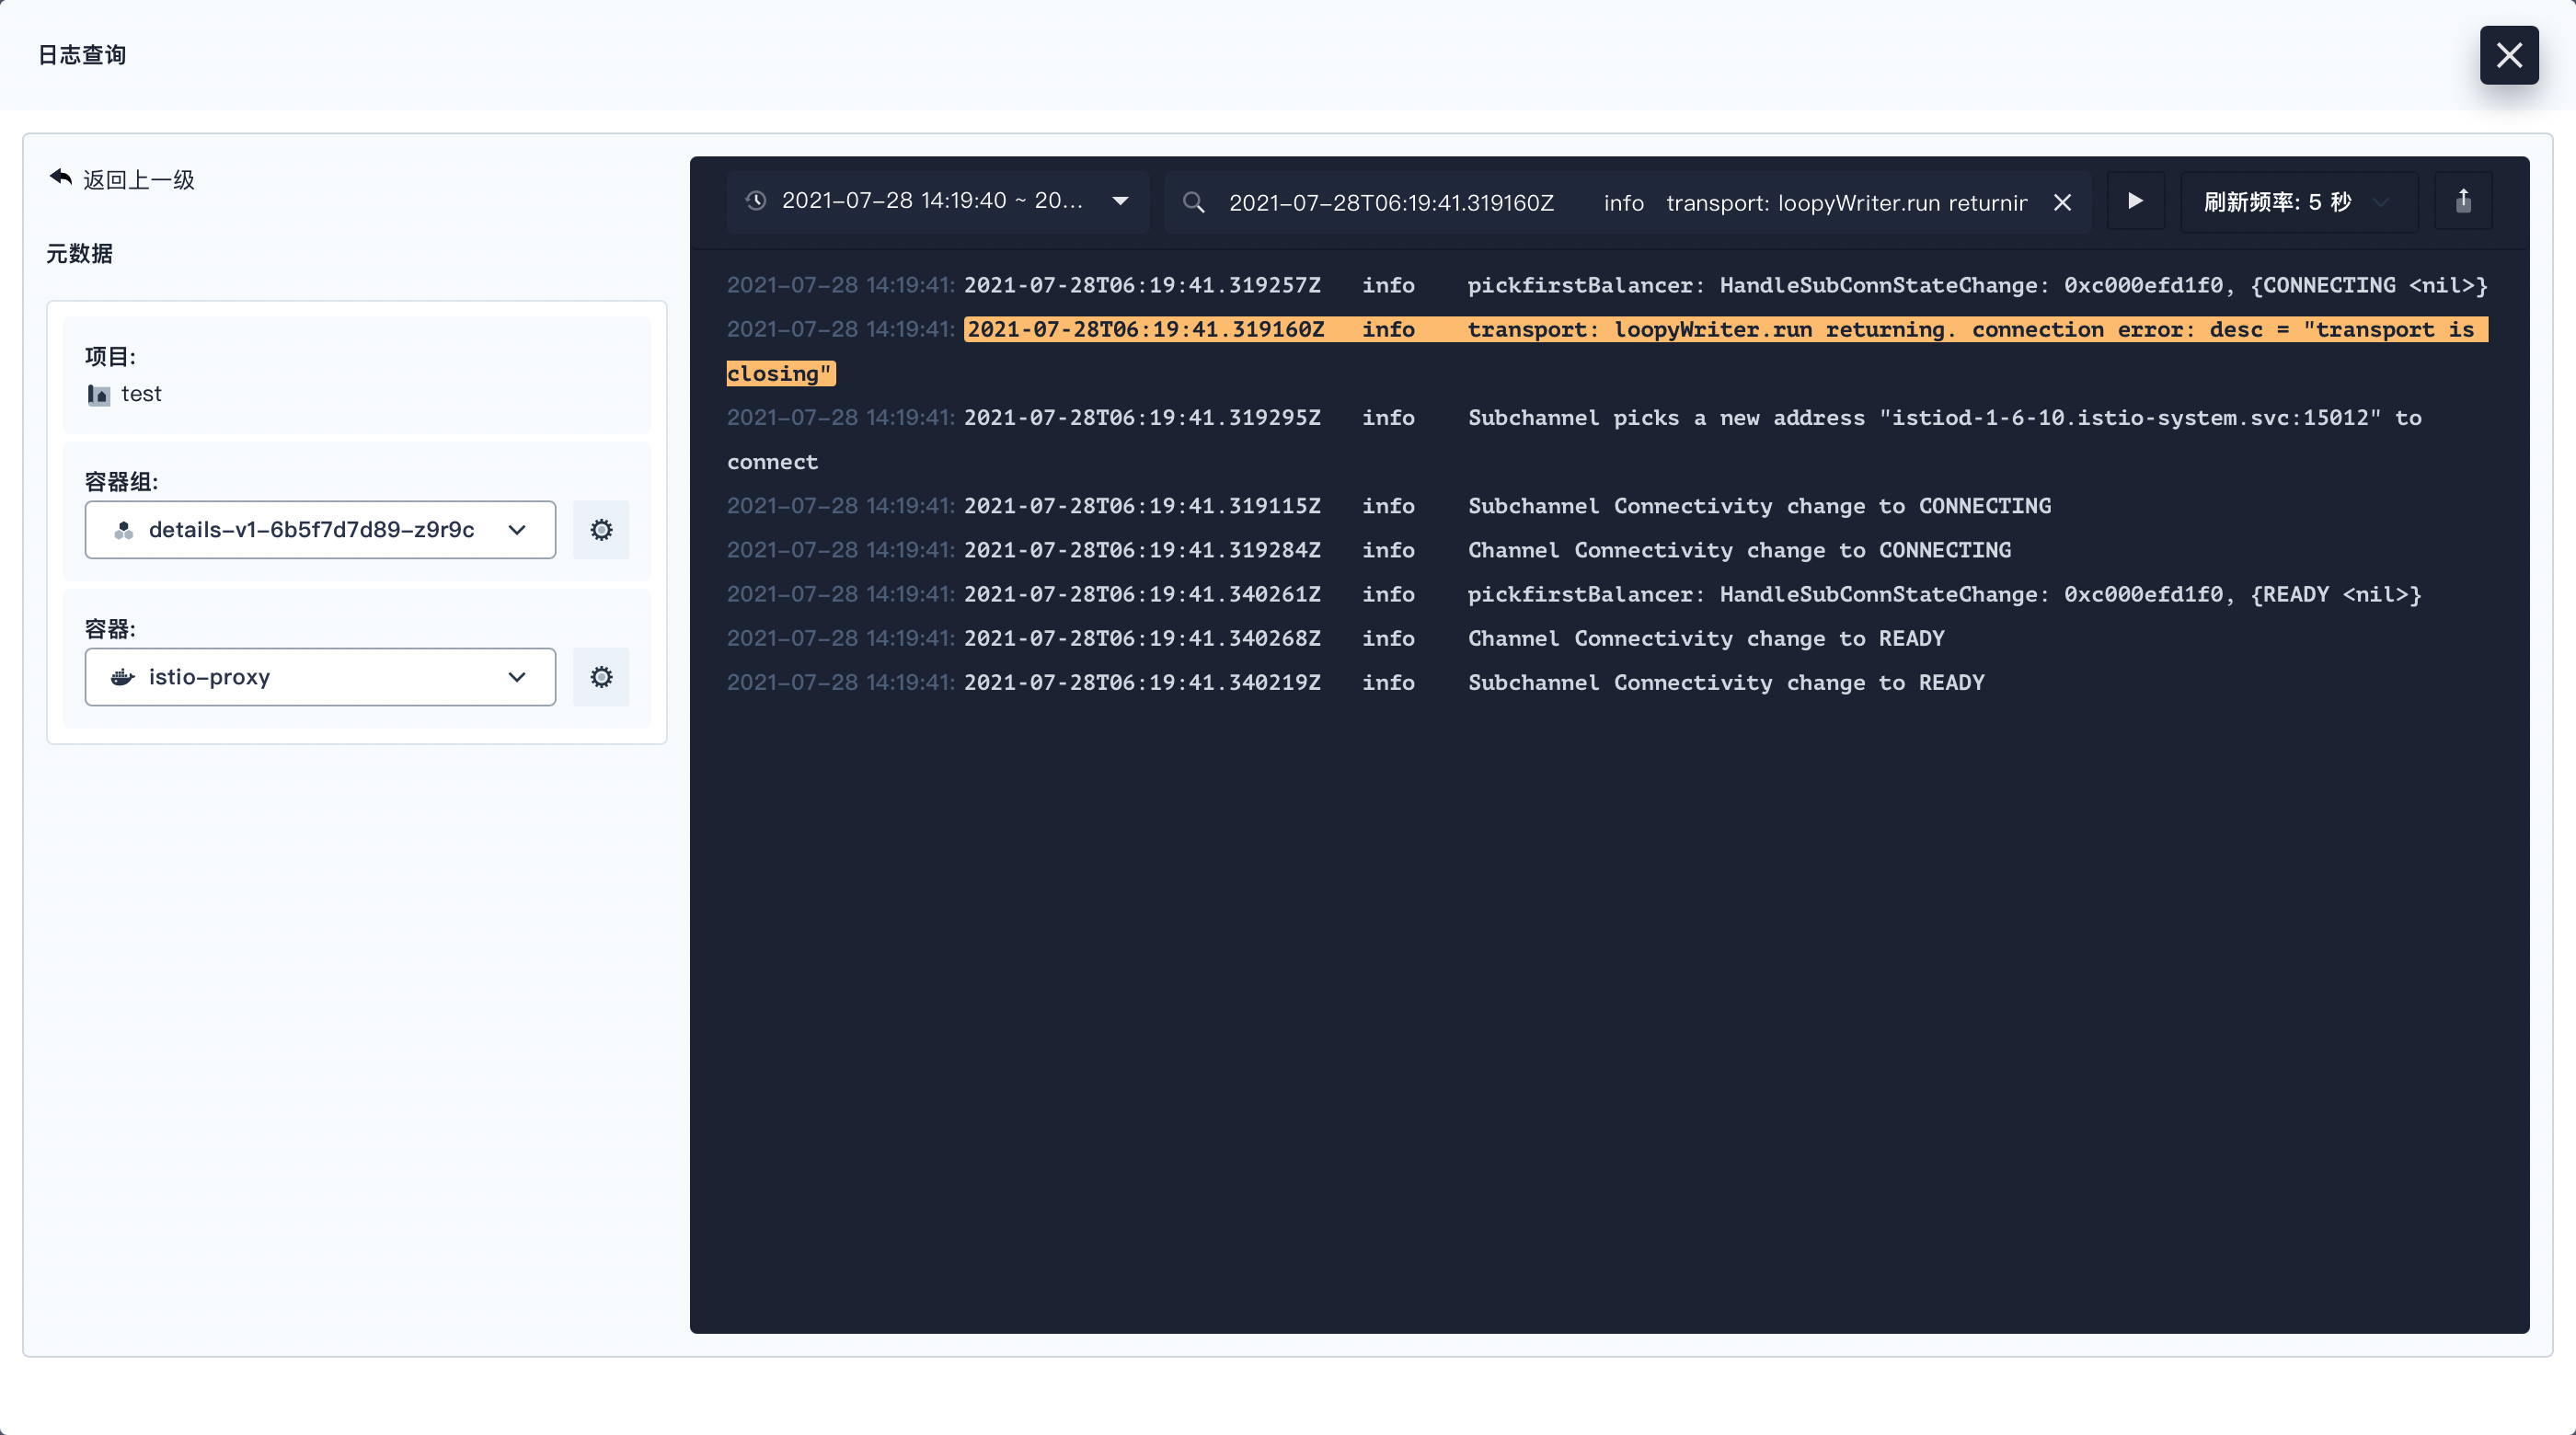 日志查询
返回上一级
元数据
项目:
test
容器组:
details-v1-6b5f7d7d89-z9r9c
容器:
istio-proxy
2021-07-28 14:19:40 ~ 20...
2021-07-28T06:19:41.319160Z info transport: loopyWriter.run returnin
刷新频率: 5 秒
2021-07-28 14:19:41: 2021-07-28T06:19:41.319257Z info pickfirstBalancer: HandleSubConnStateChange: 0xc000efd1f0, {CONNECTING <nil>}
2021-07-28 14:19:41: 2021-07-28T06:19:41.319160Z info transport: loopyWriter.run returning. connection error: desc = "transport is
closing"
2021-07-28 14:19:41: 2021-07-28T06:19:41.319295Z info Subchannel picks a new address "istiod-1-6-10.istio-system.svc:15012" to
connect
2021-07-28 14:19:41: 2021-07-28T06:19:41.319115Z info Subchannel Connectivity change to CONNECTING
2021-07-28 14:19:41: 2021-07-28T06:19:41.319284Z info Channel Connectivity change to CONNECTING
2021-07-28 14:19:41: 2021-07-28T06:19:41.340261Z info pickfirstBalancer: HandleSubConnStateChange: 0xc000efd1f0, {READY <nil>}
2021-07-28 14:19:41: 2021-07-28T06:19:41.340268Z info Channel Connectivity change to READY
2021-07-28 14:19:41: 2021-07-28T06:19:41.340219Z info Subchannel Connectivity change to READY